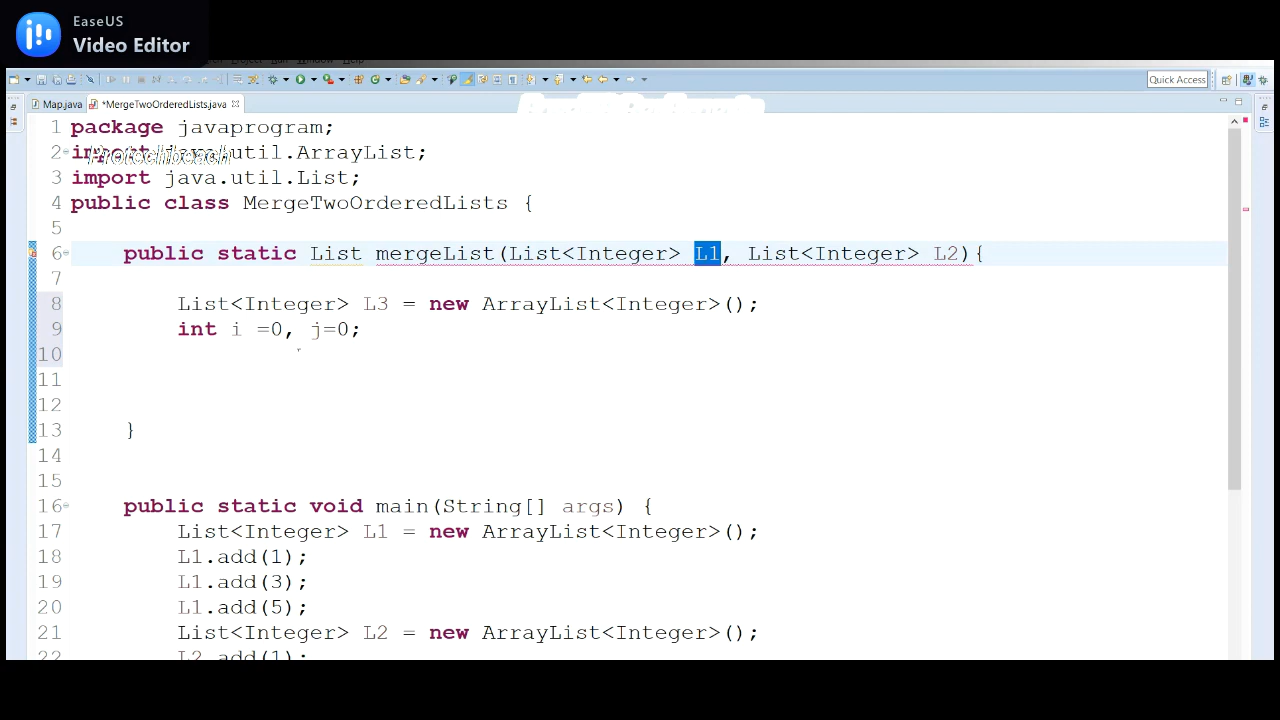 EaseUS
Video Editor
Quick Access
Map.java
*MergeTwoOrderedLists.java
1 package javaprogram;
2 import java.util.ArrayList;
3 import java.util.List;
4 public class MergeTwoOrderedLists {
5
6 public static List mergeList(List<Integer> L1, List<Integer> L2){
7
8 List<Integer> L3 = new ArrayList<Integer>();
9 int i =0, j=0;
10
11
12
13 }
14
15
16 public static void main(String[] args) {
17 List<Integer> L1 = new ArrayList<Integer>();
18 L1.add(1);
19 L1.add(3);
20 L1.add(5);
21 List<Integer> L2 = new ArrayList<Integer>();
22 L2.add(1);